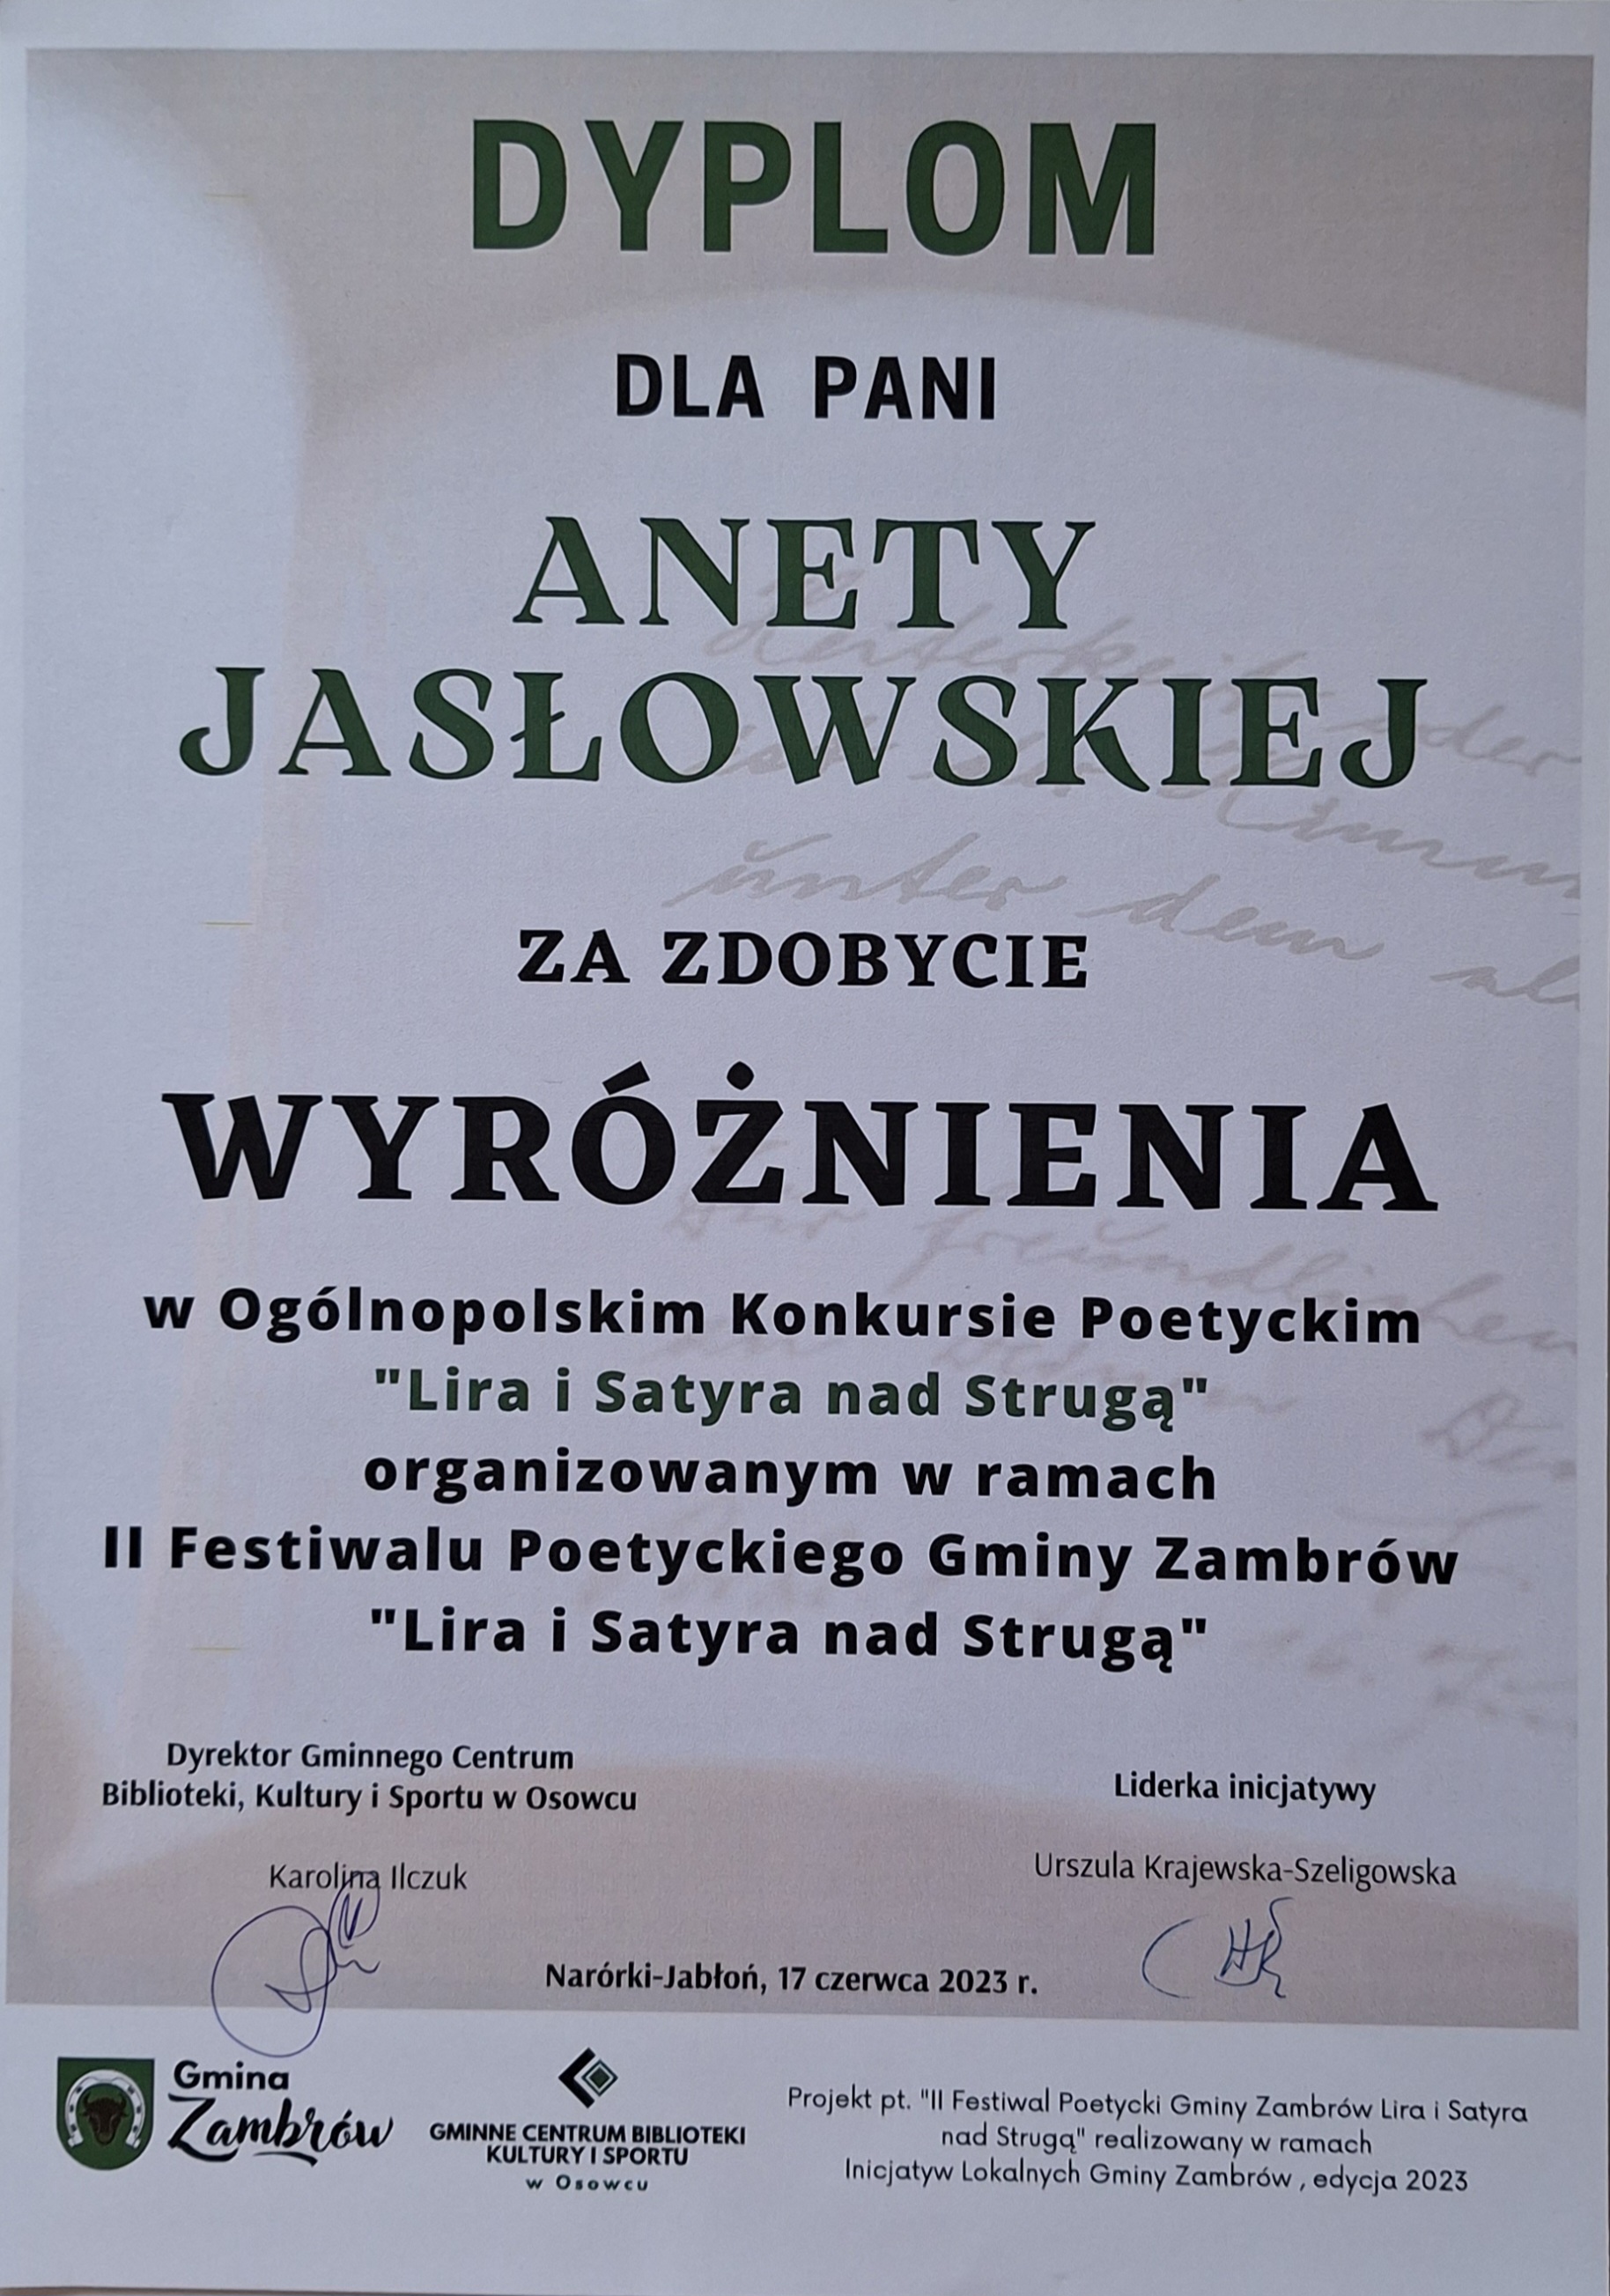 DYPLOM
DLA PANI
ANETY
JASŁOWSKIEJ
unter dem
ZA ZDOBYCIE
WYRÓŻNIENIA
w Ogólnopolskim Konkursie Poetyckim
"Lira i Satyra nad Strugą"
organizowanym w ramach
II Festiwalu Poetyckiego Gminy Zambrów
"Lira i Satyra nad Strugą"
Dyrektor Gminnego Centrum
Biblioteki, Kultury i Sportu w Osowcu
Karolina Ilczuk
Liderka inicjatywy
Urszula Krajewska-Szeligowska
Narórki-Jabłoń, 17 czerwca 2023 r.
Gmina
Zambrów
GMINNE CENTRUM BIBLIOTEKI
KULTURY I SPORTU
w Osowcu
Projekt pt. "II Festiwal Poetycki Gminy Zambrów Lira i Satyra
nad Strugą" realizowany w ramach
Inicjatyw Lokalnych Gminy Zambrów , edycja 2023